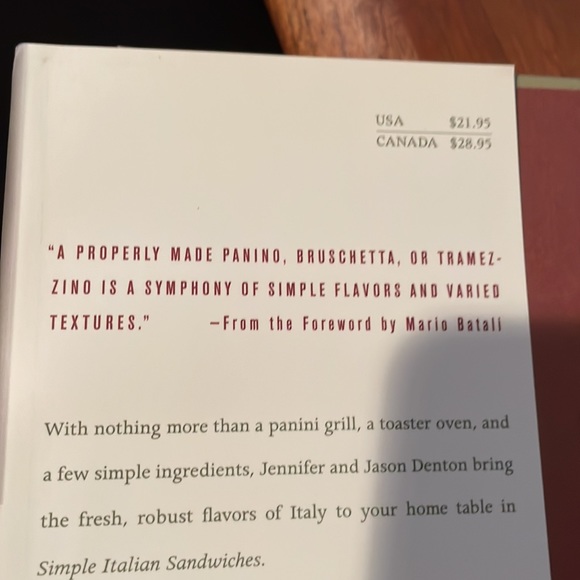 USA $21.95
CANADA $28.95
"A PROPERLY MADE PANINO, BRUSCHETTA, OR TRAMEZ-
ZINO IS A SYMPHONY OF SIMPLE FLAVORS AND VARIED
TEXTURES." —From the Foreword by Mario Batali
With nothing more than a panini grill, a toaster oven, and
a few simple ingredients, Jennifer and Jason Denton bring
the fresh, robust flavors of Italy to your home table in
Simple Italian Sandwiches.